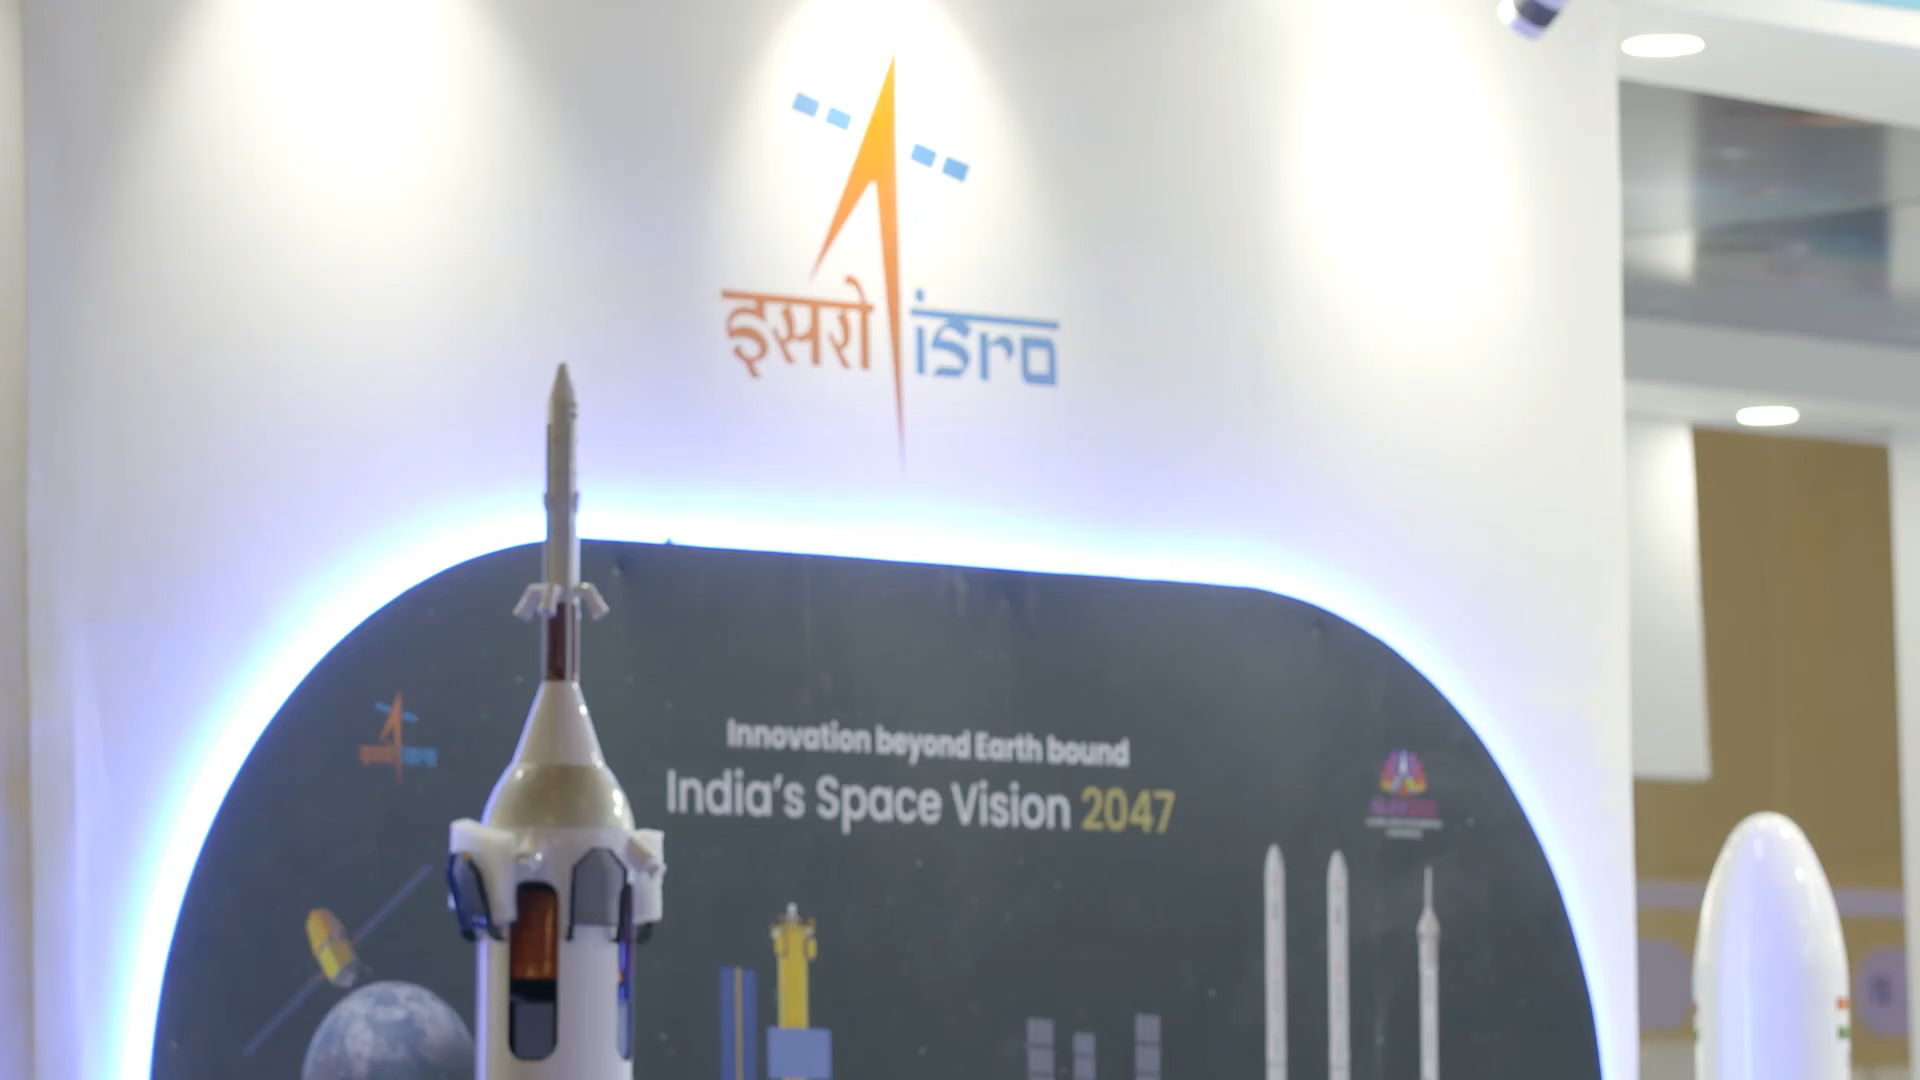 इसरो isro
Innovation beyond Earth bound
India's Space Vision 2047